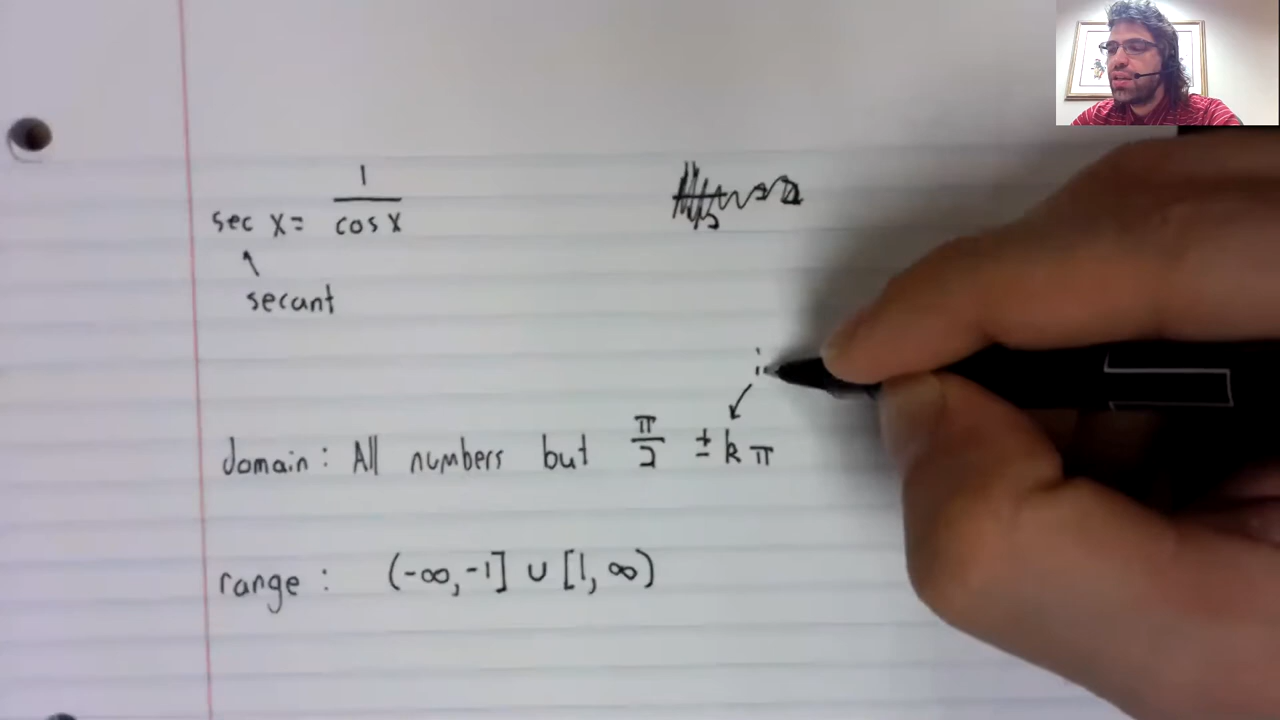 sec x = 1/cos x
secant
i
domain: All numbers but π/2 ± kπ
range: (-∞, -1] ∪ [1, ∞)